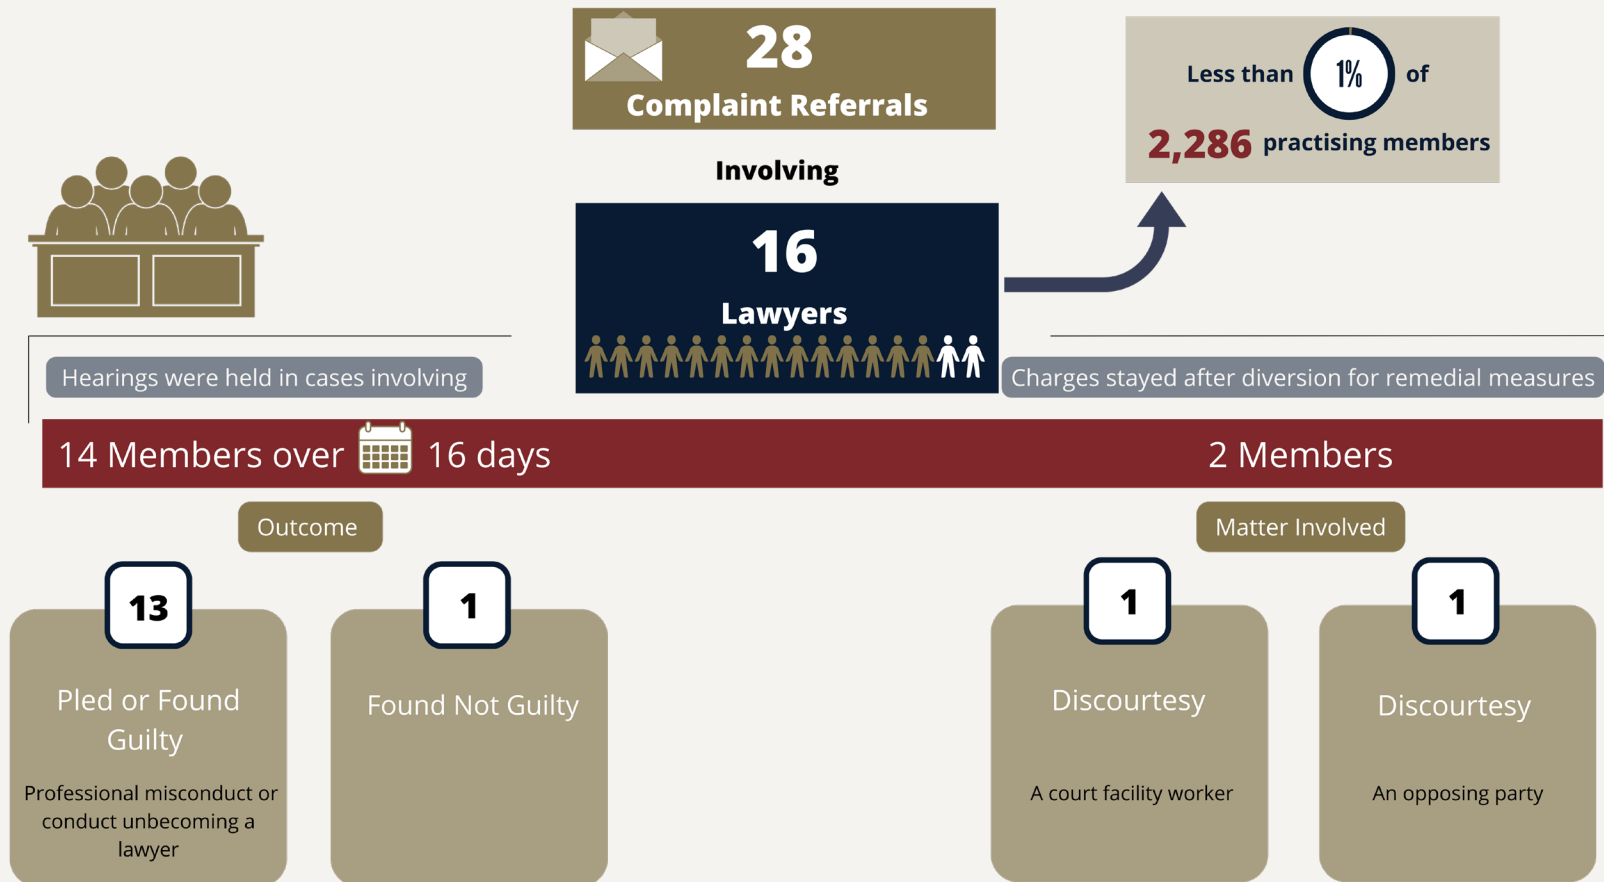 28
Complaint Referrals
Less than 1% of
2,286 practising members
Involving
16
Lawyers
Hearings were held in cases involving
Charges stayed after diversion for remedial measures
14 Members over 16 days
2 Members
Outcome
Matter Involved
13
Pled or Found
Guilty
Professional misconduct or
conduct unbecoming a
lawyer
1
Found Not Guilty
1
Discourtesy
A court facility worker
1
Discourtesy
An opposing party